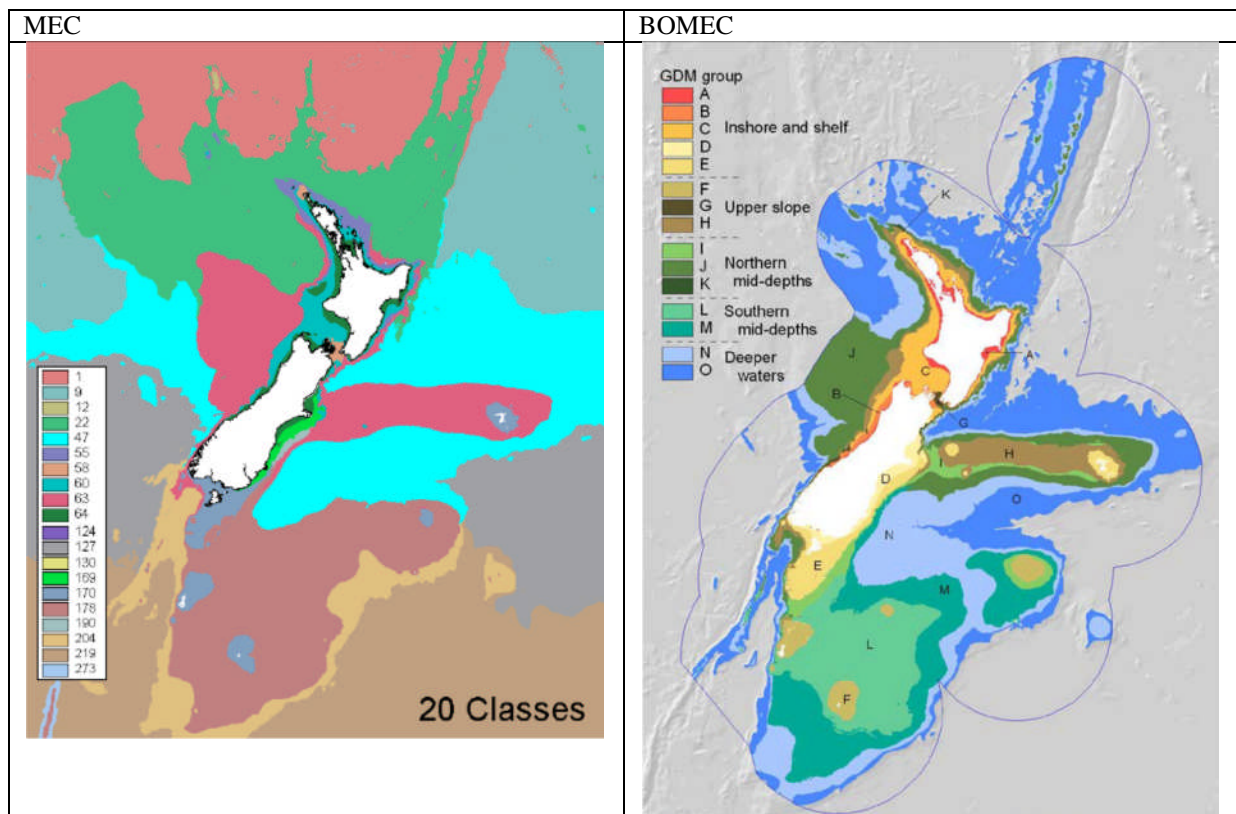 MEC
BOMEC
1
9
12
22
47
55
58
60
63
64
124
127
130
169
170
178
190
204
219
273
20 Classes
GDM group
A
B
C Inshore and shelf
D
E
F
G Upper slope
H
I
J Northern
K mid-depths
L Southern
M mid-depths
N Deeper
O waters
K
J
A
C
B
G
H
I
D
O
N
E
M
L
F